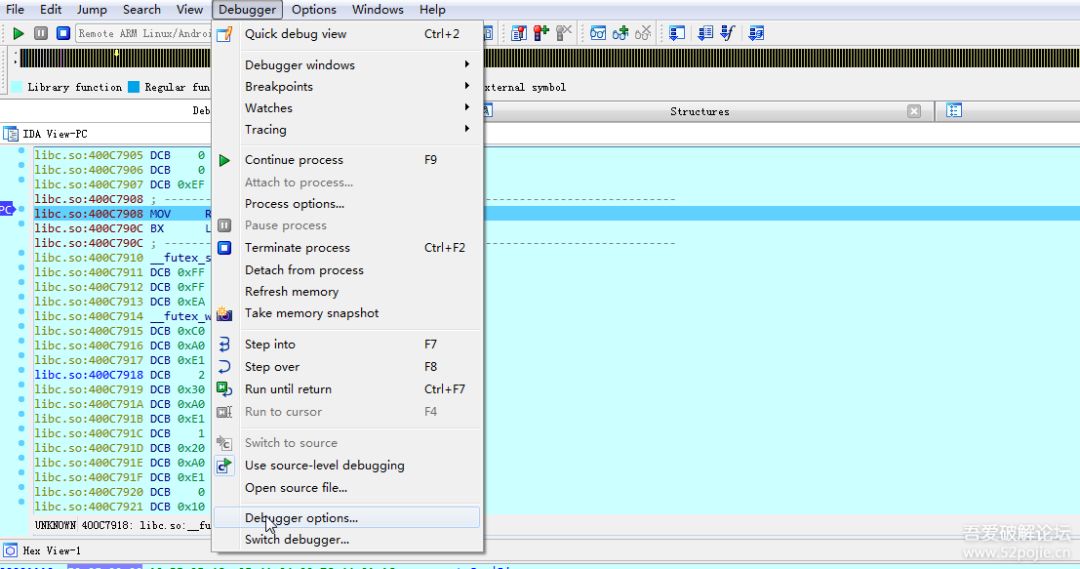 File Edit Jump Search View Debugger Options Windows Help
Remote ARM Linux/Androi
Library function Regular fun
xternal symbol
Deb
Structures
IDA View-PC
PC
libc.so:400C7905 DCB 0
libc.so:400C7906 DCB 0
libc.so:400C7907 DCB 0xEF
libc.so:400C7908 ; ---------------------------------------------------------------------------
libc.so:400C7908 MOV R
libc.so:400C790C BX L
libc.so:400C790C ; ---------------------------------------------------------------------------
libc.so:400C7910 __futex_s
libc.so:400C7911 DCB 0xFF
libc.so:400C7912 DCB 0xFF
libc.so:400C7913 DCB 0xEA
libc.so:400C7914 __futex_w
libc.so:400C7915 DCB 0xC0
libc.so:400C7916 DCB 0xA0
libc.so:400C7917 DCB 0xE1
libc.so:400C7918 DCB 2
libc.so:400C7919 DCB 0x30
libc.so:400C791A DCB 0xA0
libc.so:400C791B DCB 0xE1
libc.so:400C791C DCB 1
libc.so:400C791D DCB 0x20
libc.so:400C791E DCB 0xA0
libc.so:400C791F DCB 0xE1
libc.so:400C7920 DCB 0
libc.so:400C7921 DCB 0x10
UNKNOWN 400C7918: libc.so:__fu
Hex View-1
Quick debug view Ctrl+2
Debugger windows
Breakpoints
Watches
Tracing
Continue process F9
Attach to process...
Process options...
Pause process
Terminate process Ctrl+F2
Detach from process
Refresh memory
Take memory snapshot
Step into F7
Step over F8
Run until return Ctrl+F7
Run to cursor F4
Switch to source
Use source-level debugging
Open source file...
Debugger options...
Switch debugger...
吾爱破解论坛
www.52pojie.cn